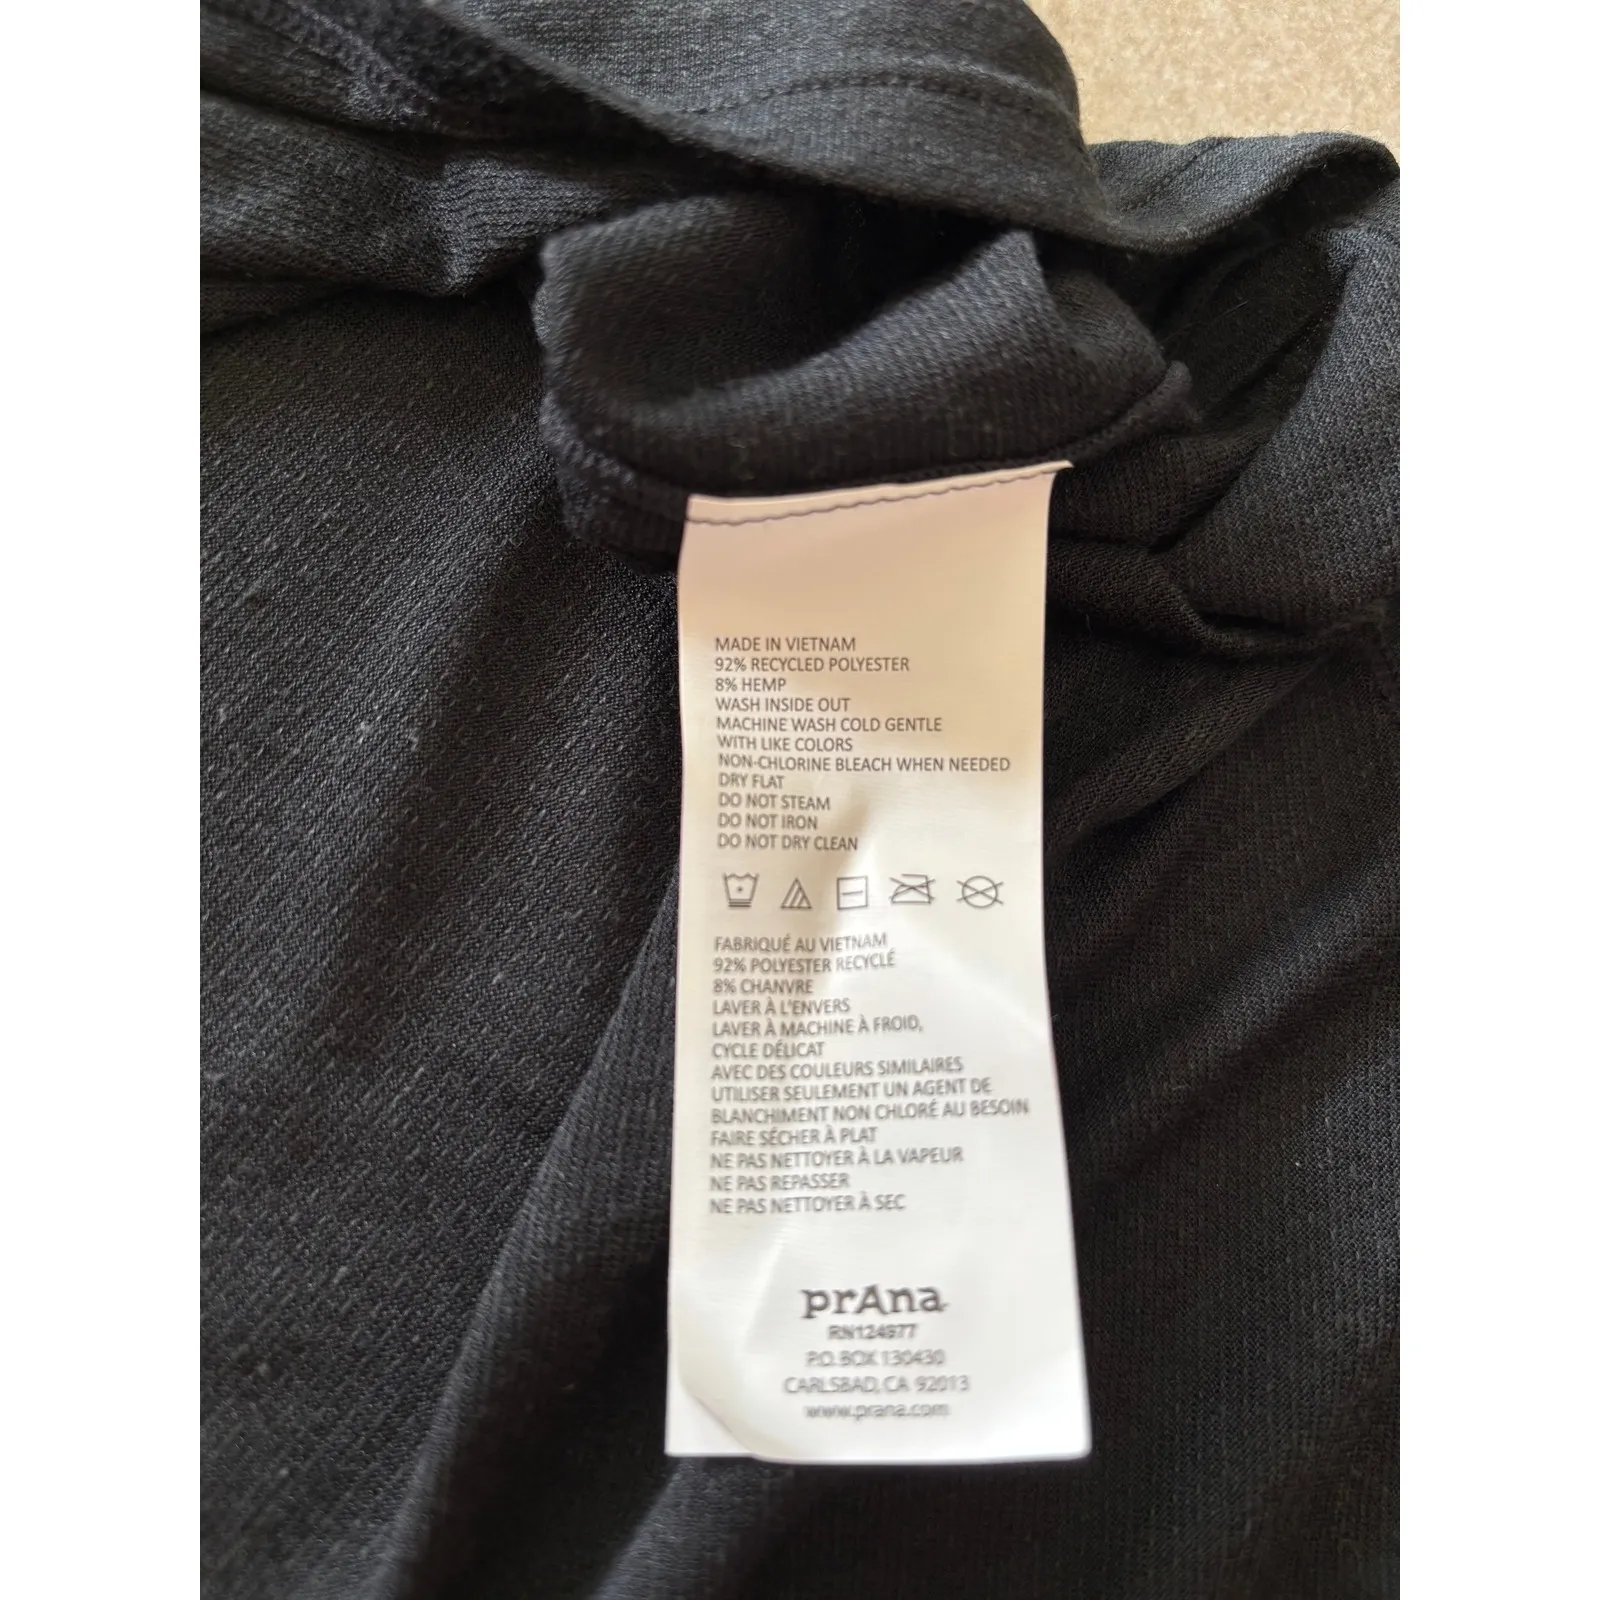 MADE IN VIETNAM
92% RECYCLED POLYESTER
8% HEMP
WASH INSIDE OUT
MACHINE WASH COLD GENTLE
WITH LIKE COLORS
NON-CHLORINE BLEACH WHEN NEEDED
DRY FLAT
DO NOT STEAM
DO NOT IRON
DO NOT DRY CLEAN
FABRIQUÉ AU VIETNAM
92% POLYESTER RECYCLÉ
8% CHANVRE
LAVER À L'ENVERS
LAVER À MACHINE À FROID,
CYCLE DÉLICAT
AVEC DES COULEURS SIMILAIRES
UTILISER SEULEMENT UN AGENT DE
BLANCHIMENT NON CHLORÉ AU BESOIN
FAIRE SÉCHER À PLAT
NE PAS NETTOYER À LA VAPEUR
NE PAS REPASSER
NE PAS NETTOYER À SEC
prAna
RN124977
P.O. BOX 130430
CARLSBAD, CA 92013
www.prana.com